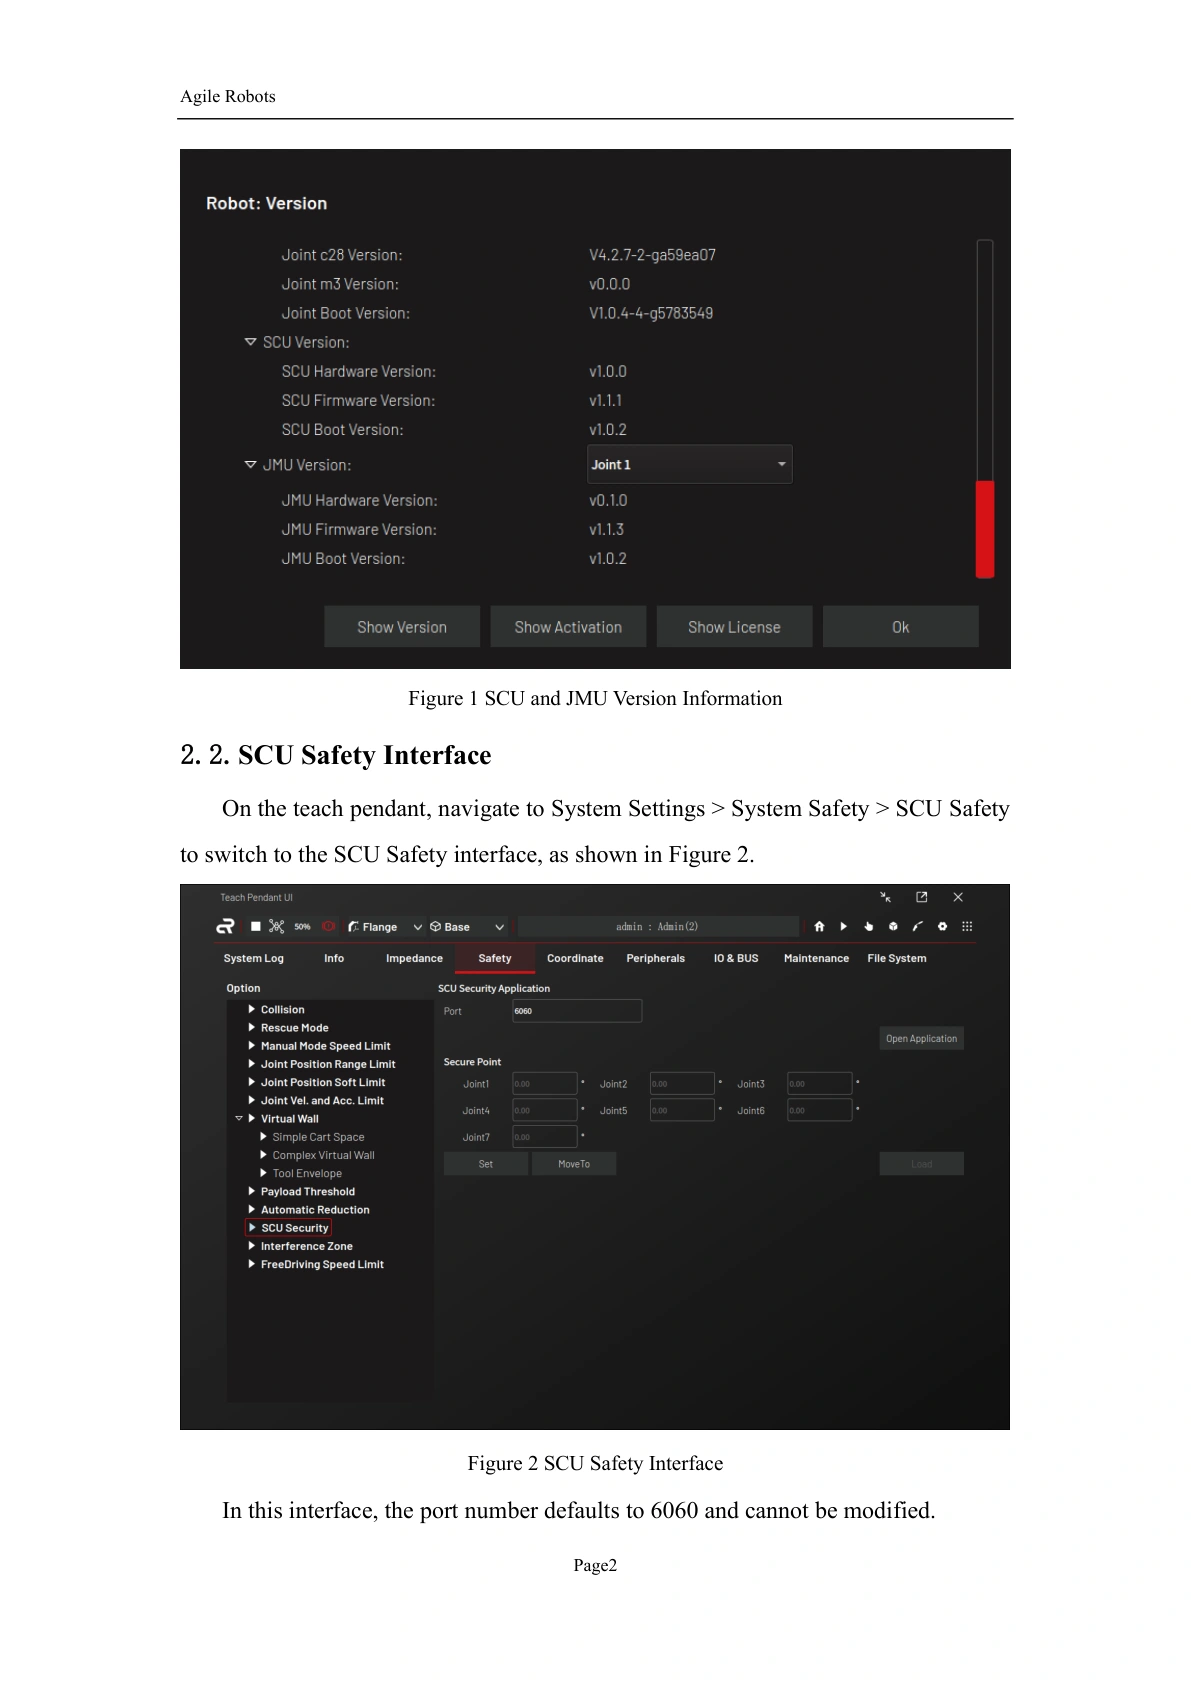 Agile Robots
Robot: Version
Joint c28 Version: V4.2.7-2-ga59ea07
Joint m3 Version: v0.0.0
Joint Boot Version: V1.0.4-4-g5783549
SCU Version:
SCU Hardware Version: v1.0.0
SCU Firmware Version: v1.1.1
SCU Boot Version: v1.0.2
JMU Version: Joint 1
JMU Hardware Version: v0.1.0
JMU Firmware Version: v1.1.3
JMU Boot Version: v1.0.2
Show Version Show Activation Show License Ok
Figure 1 SCU and JMU Version Information
2. 2. SCU Safety Interface
On the teach pendant, navigate to System Settings > System Safety > SCU Safety
to switch to the SCU Safety interface, as shown in Figure 2.
Teach Pendant UI
50% Flange Base admin : Admin(2)
System Log Info Impedance Safety Coordinate Peripherals IO & BUS Maintenance File System
Option SCU Security Application
Collision
Port 6060
Rescue Mode
Open Application
Manual Mode Speed Limit
Joint Position Range Limit
Secure Point
Joint Position Soft Limit
Joint1 0.00 ° Joint2 0.00 ° Joint3 0.00 °
Joint Vel. and Acc. Limit
Joint4 0.00 ° Joint5 0.00 ° Joint6 0.00 °
Virtual Wall
Simple Cart Space
Joint7 0.00 °
Complex Virtual Wall
Set MoveTo Load
Tool Envelope
Payload Threshold
Automatic Reduction
SCU Security
Interference Zone
FreeDriving Speed Limit
Figure 2 SCU Safety Interface
In this interface, the port number defaults to 6060 and cannot be modified.
Page2